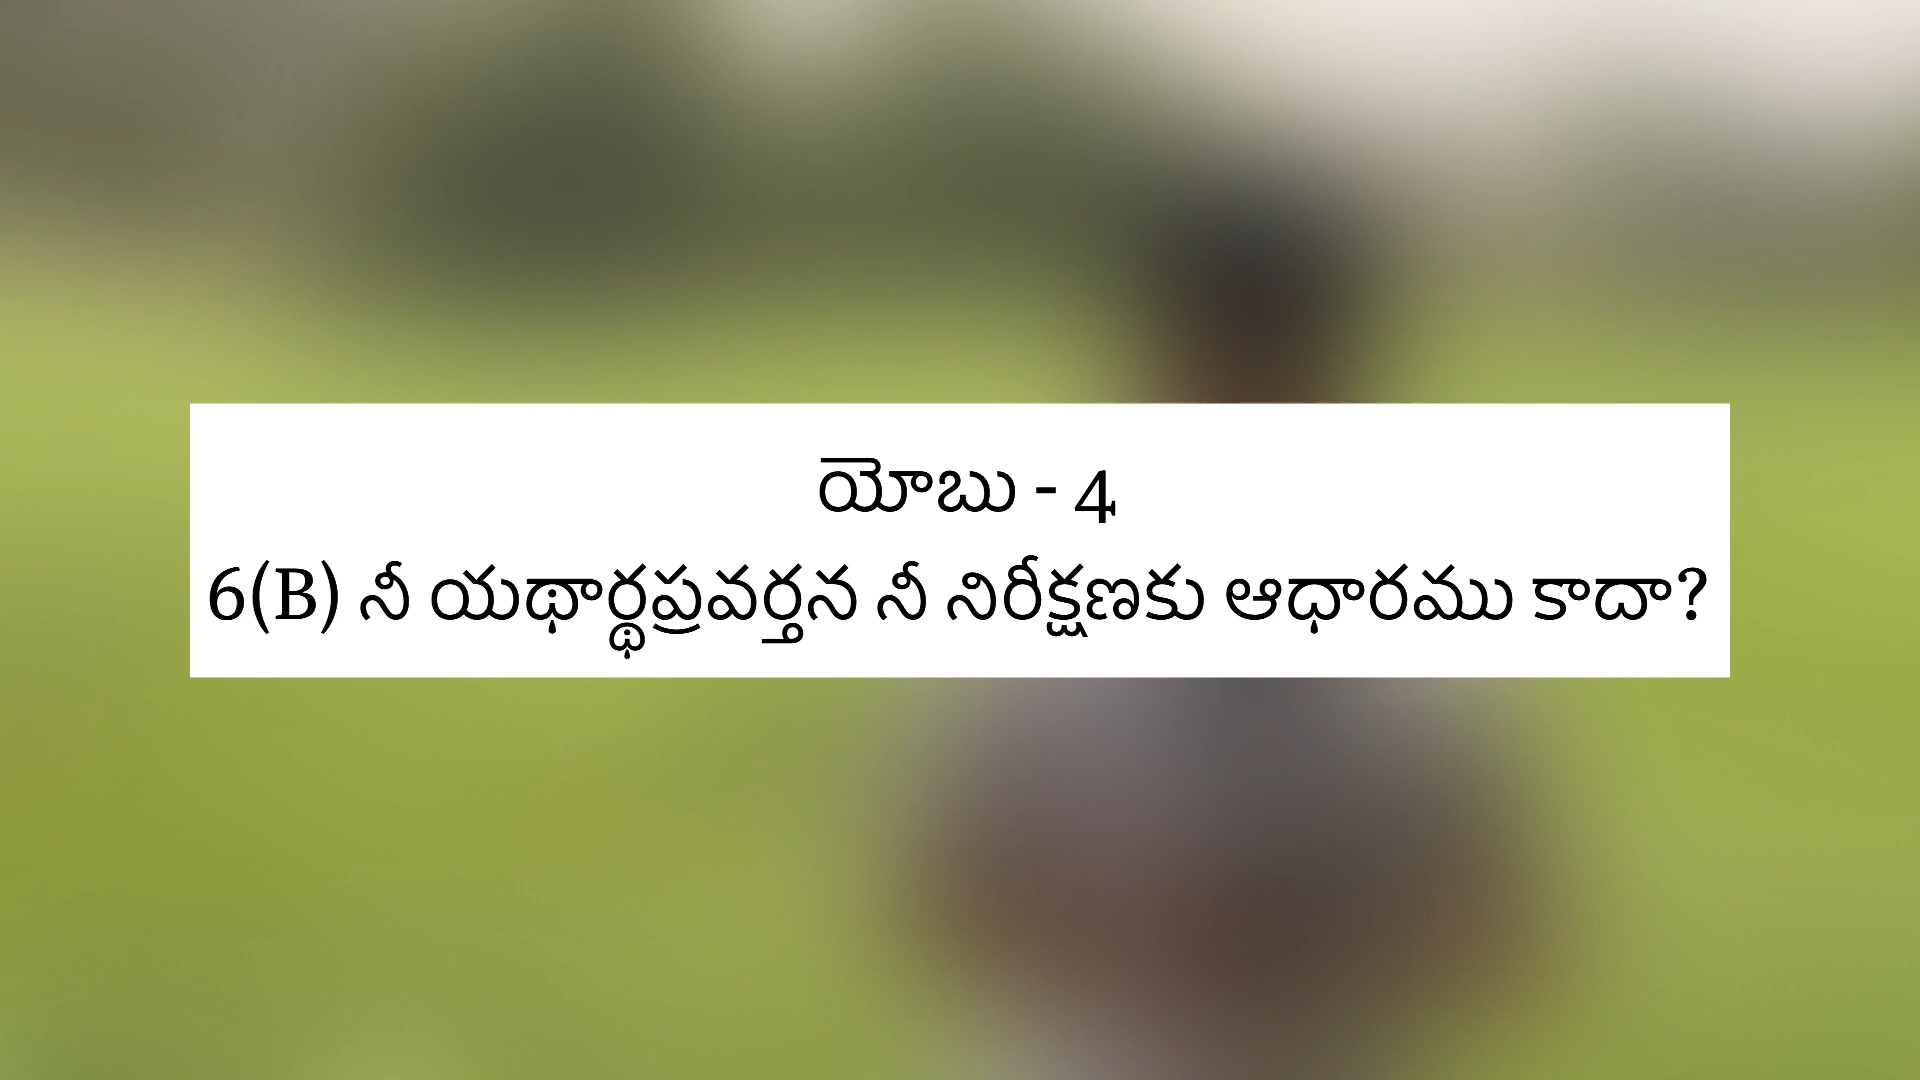 యోబు - 4
6(B) నీ యథార్థప్రవర్తన నీ నిరీక్షణకు ఆధారము కాదా?